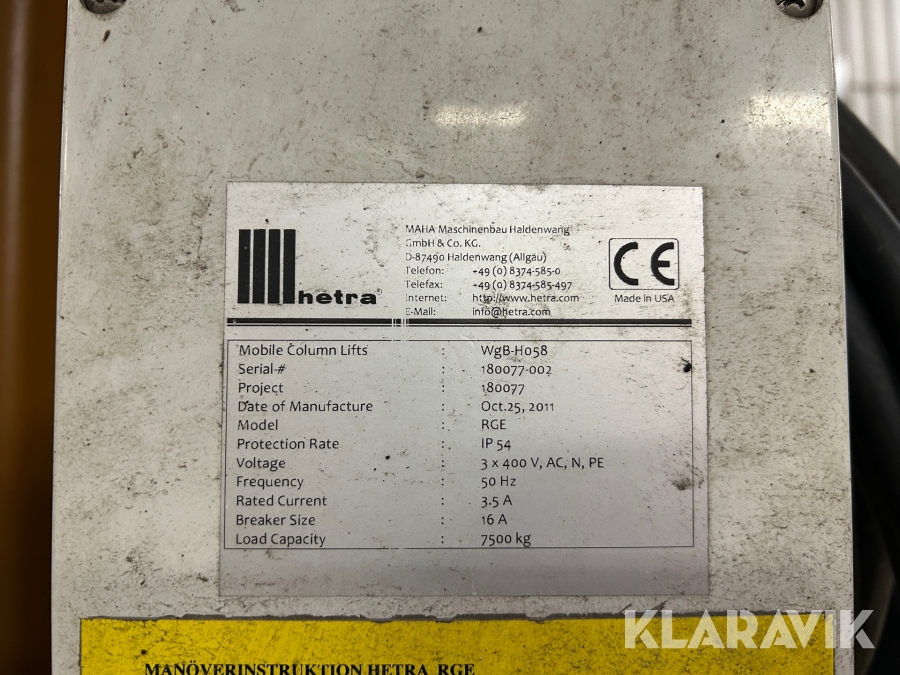 hetra®
MAHA Maschinenbau Haldenwang
GmbH & Co. KG.
D-87490 Haldenwang (Allgäu)
Telefon: +49 (0) 8374-585-0
Telefax: +49 (0) 8374-585-497
Internet: http://www.hetra.com
E-Mail: info@hetra.com
CE
Made in USA
Mobile Column Lifts : WgB-H058
Serial-# : 180077-002
Project : 180077
Date of Manufacture : Oct.25, 2011
Model : RGE
Protection Rate : IP 54
Voltage : 3 x 400 V, AC, N, PE
Frequency : 50 Hz
Rated Current : 3.5 A
Breaker Size : 16 A
Load Capacity : 7500 kg
KLARAVIK
MANÖVERINSTRUKTION HETRA RGE